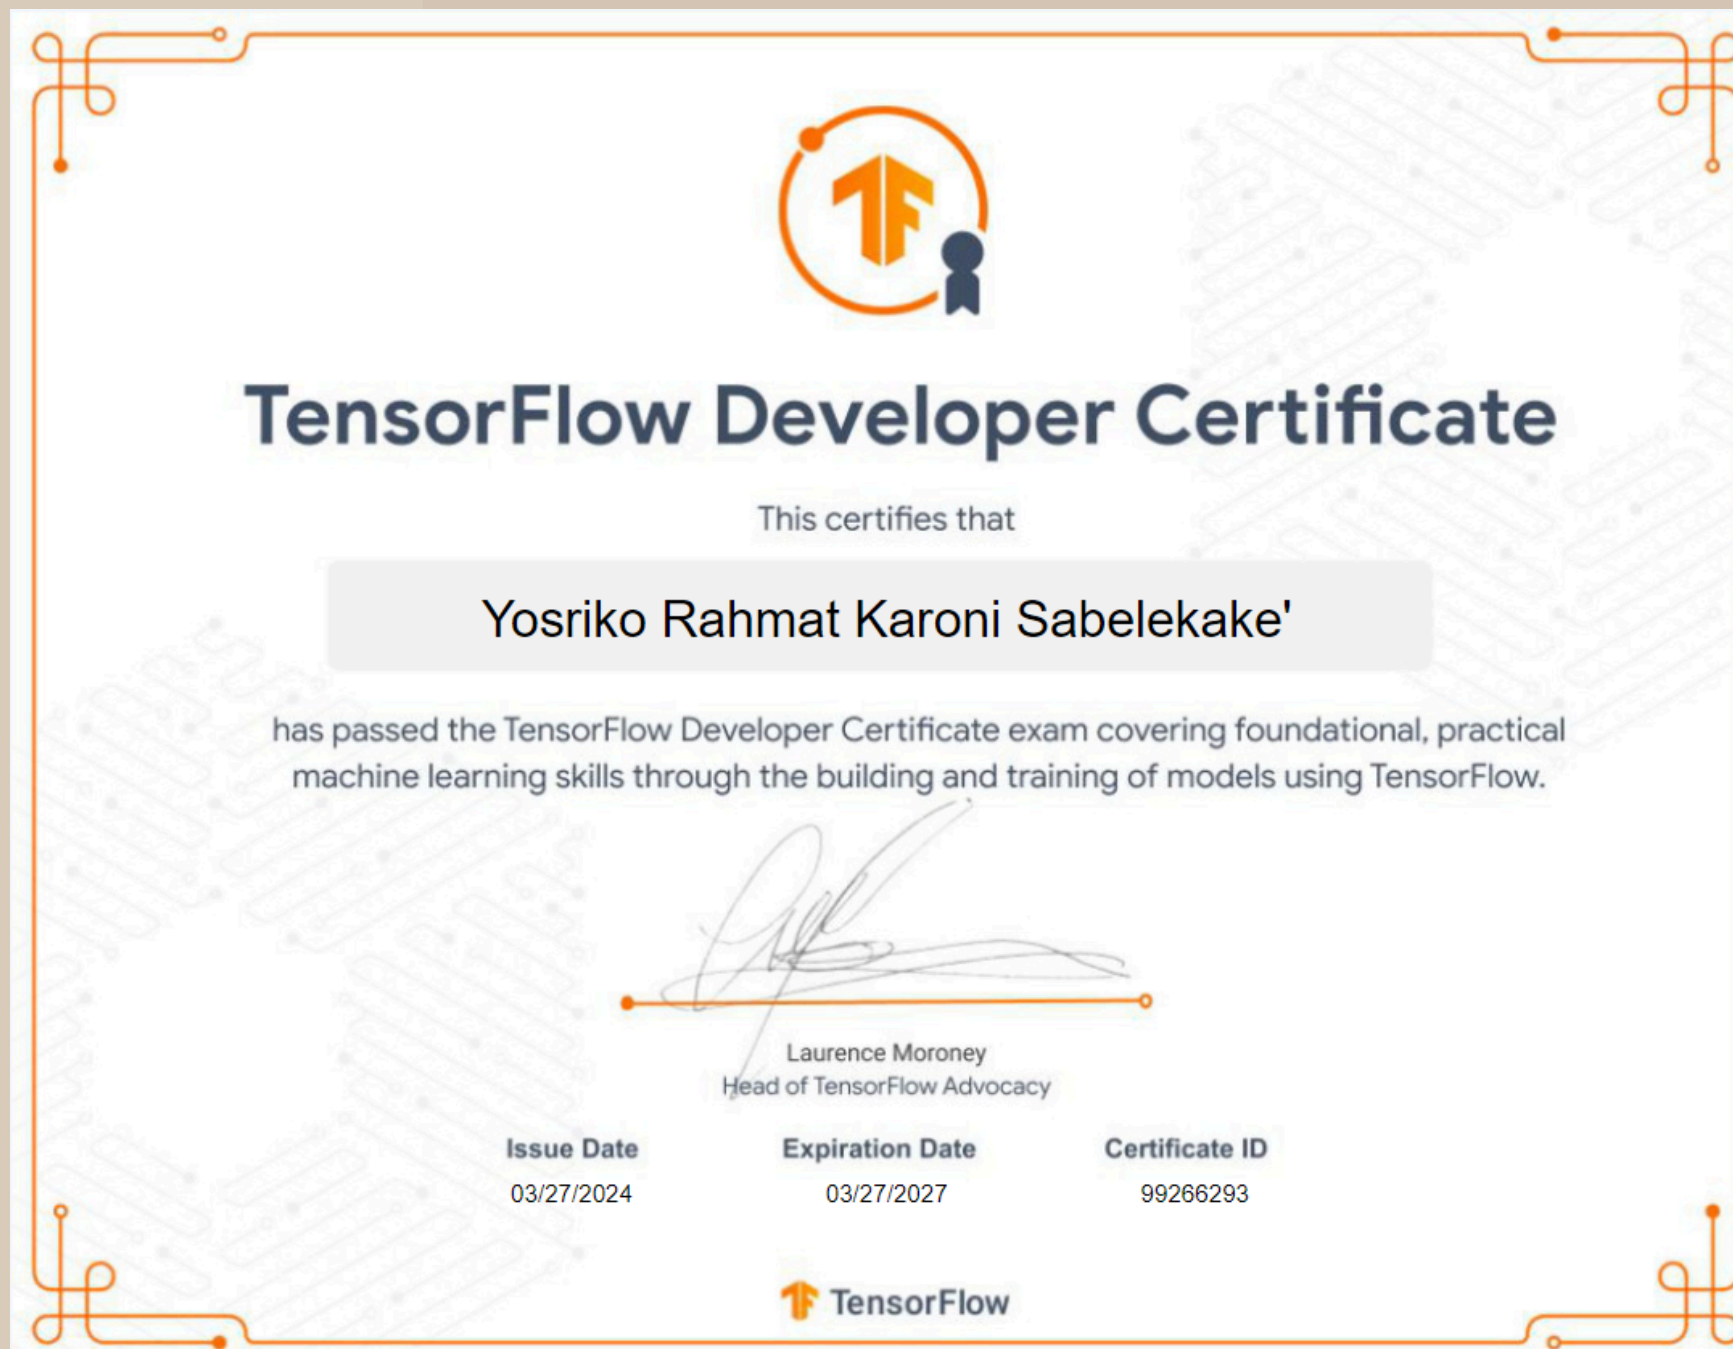 TensorFlow Developer Certificate
This certifies that
Yosriko Rahmat Karoni Sabelekake'
has passed the TensorFlow Developer Certificate exam covering foundational, practical
machine learning skills through the building and training of models using TensorFlow.
Laurence Moroney
Head of TensorFlow Advocacy
Issue Date Expiration Date Certificate ID
03/27/2024 03/27/2027 99266293
TensorFlow